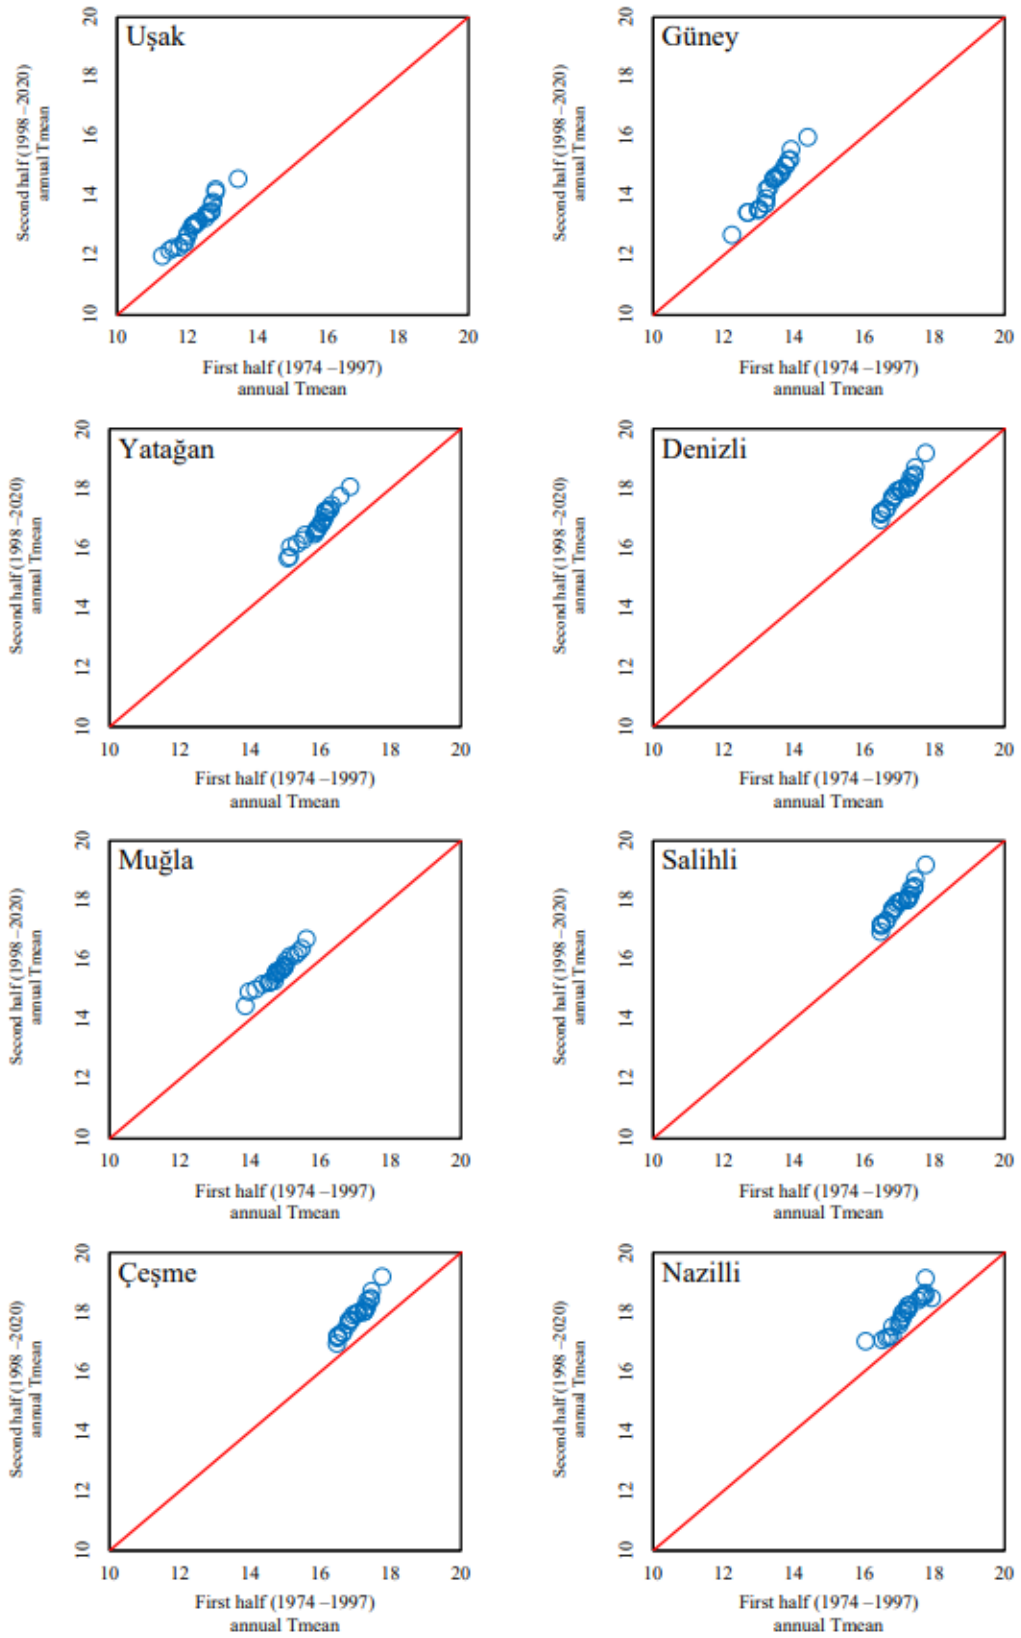 Uşak
Second half (1998 –2020)
annual Tmean
20
18
16
14
12
10
10 12 14 16 18 20
First half (1974 –1997)
annual Tmean
Güney
Second half (1998 –2020)
annual Tmean
20
18
16
14
12
10
10 12 14 16 18 20
First half (1974 –1997)
annual Tmean
Yatağan
Second half (1998 –2020)
annual Tmean
20
18
16
14
12
10
10 12 14 16 18 20
First half (1974 –1997)
annual Tmean
Denizli
Second half (1998 –2020)
annual Tmean
20
18
16
14
12
10
10 12 14 16 18 20
First half (1974 –1997)
annual Tmean
Muğla
Second half (1998 –2020)
annual Tmean
20
18
16
14
12
10
10 12 14 16 18 20
First half (1974 –1997)
annual Tmean
Salihli
Second half (1998 –2020)
annual Tmean
20
18
16
14
12
10
10 12 14 16 18 20
First half (1974 –1997)
annual Tmean
Çeşme
Second half (1998 –2020)
annual Tmean
20
18
16
14
12
10
10 12 14 16 18 20
First half (1974 –1997)
annual Tmean
Nazilli
Second half (1998 –2020)
annual Tmean
20
18
16
14
12
10
10 12 14 16 18 20
First half (1974 –1997)
annual Tmean